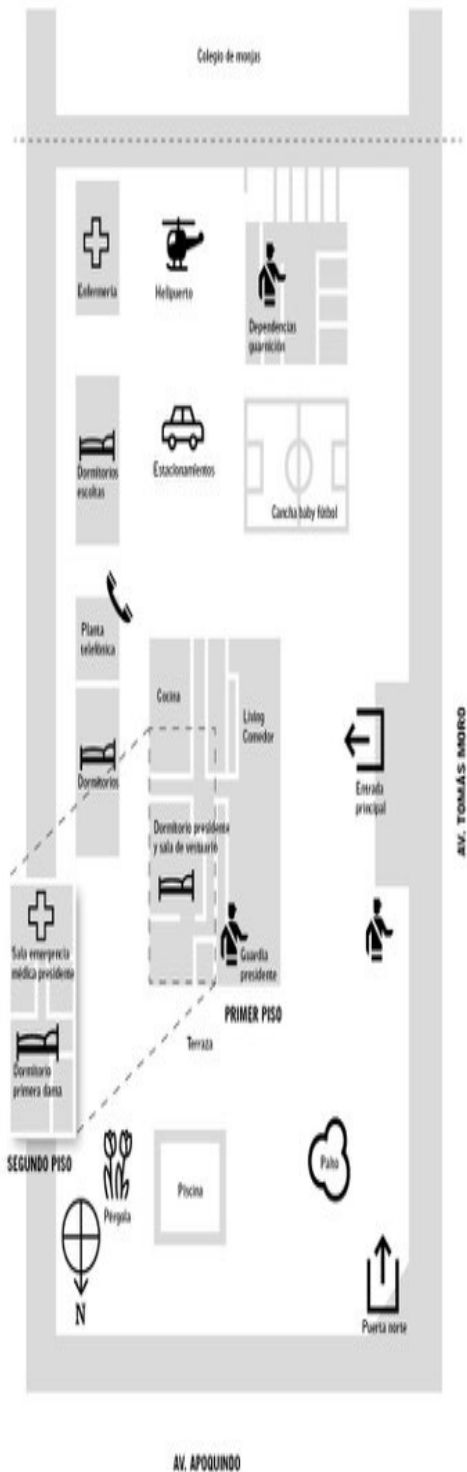 Colegio de monjas
Enfermería
Helipuerto
Dependencias
guarnición
Dormitorios
escoltas
Estacionamientos
Cancha baby fútbol
Planta
telefónica
Cocina
Living
Comedor
Dormitorios
Entrada
principal
AV. TOMÁS MORO
Dormitorio presidente
y sala de vestuario
Sala emergencia
médica presidente
Guardia
presidente
PRIMER PISO
Terraza
Dormitorio
primera dama
SEGUNDO PISO
Pérgola
Piscina
Palto
N
Puerta norte
AV. APOQUINDO